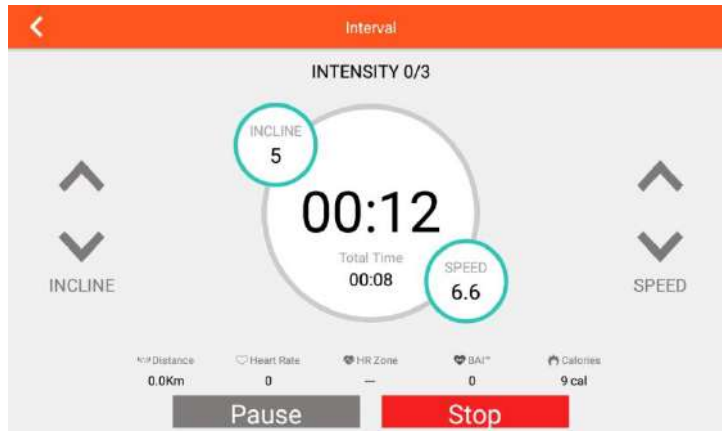 Interval
INTENSITY 0/3
INCLINE
5
00:12
Total Time
00:08
SPEED
6.6
INCLINE
SPEED
Distance Heart Rate HR Zone BAI™ Calories
0.0Km 0 — 0 9 cal
Pause Stop